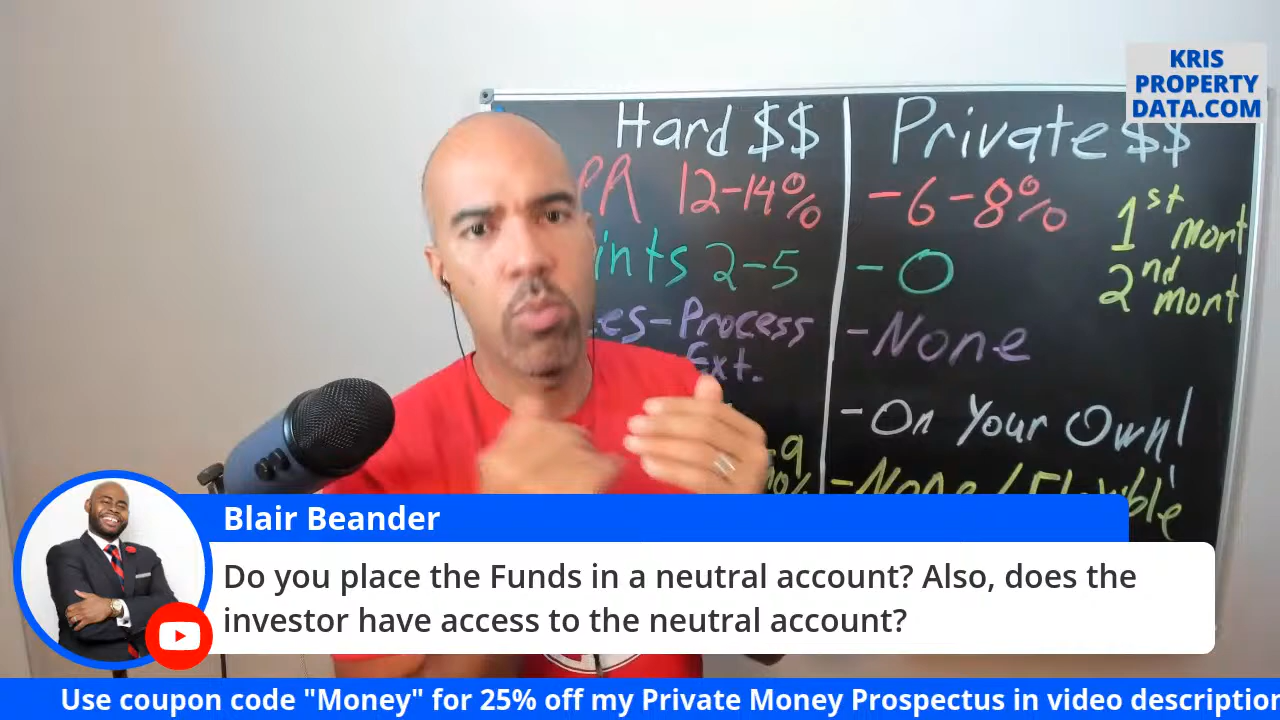 KRIS
PROPERTY
DATA.COM
Hard $$
Private $$
12-14%
-6-8%
1st mort
2nd mort
2-5
-0
-Process
-None
Ext.
-On Your Own!
-None/Flexible
Blair Beander
Do you place the Funds in a neutral account? Also, does the
investor have access to the neutral account?
Use coupon code "Money" for 25% off my Private Money Prospectus in video description